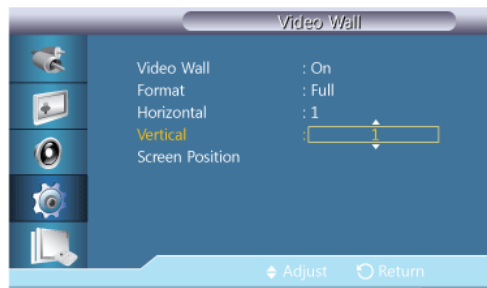 Video Wall
Video Wall : On
Format : Full
Horizontal : 1
Vertical : 1
Screen Position
Adjust Return